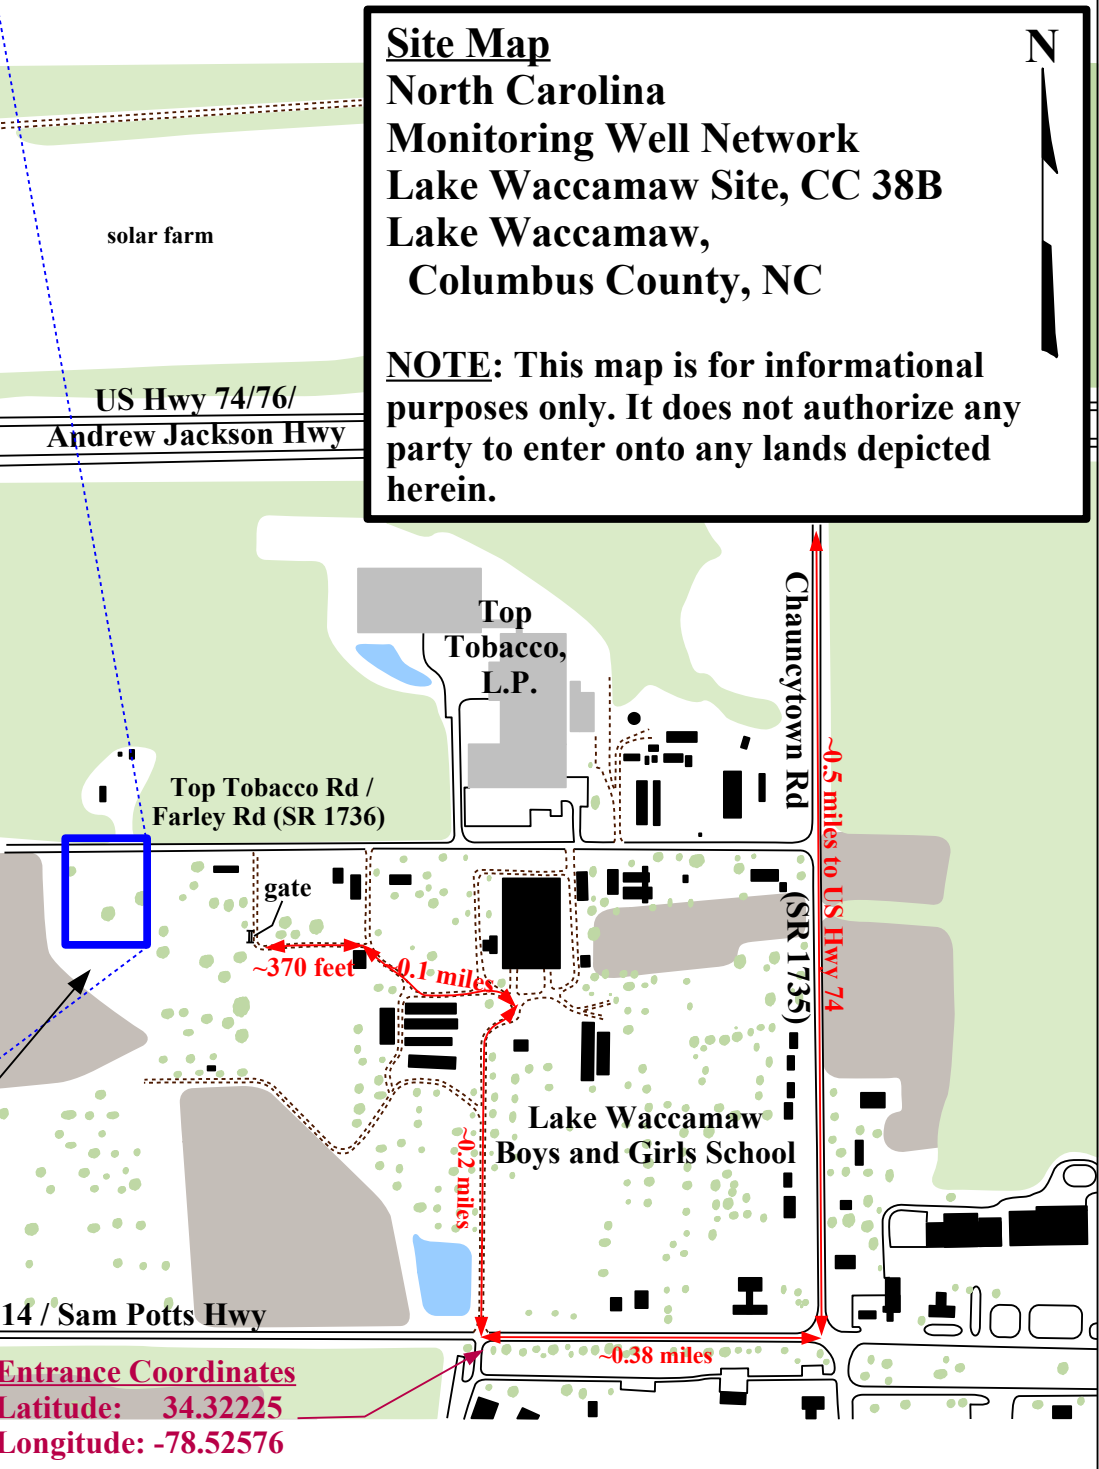 Site Map
N
North Carolina
Monitoring Well Network
Lake Waccamaw Site, CC 38B
Lake Waccamaw,
Columbus County, NC
NOTE: This map is for informational
purposes only. It does not authorize any
party to enter onto any lands depicted
herein.
solar farm
US Hwy 74/76/
Andrew Jackson Hwy
Top
Tobacco,
L.P.
Chauncytown Rd
(SR 1735)
~0.5 miles to US Hwy 74
Top Tobacco Rd /
Farley Rd (SR 1736)
gate
~370 feet
~0.1 miles
Lake Waccamaw
Boys and Girls School
~0.2 miles
14 / Sam Potts Hwy
~0.38 miles
Entrance Coordinates
Latitude: 34.32225
Longitude: -78.52576